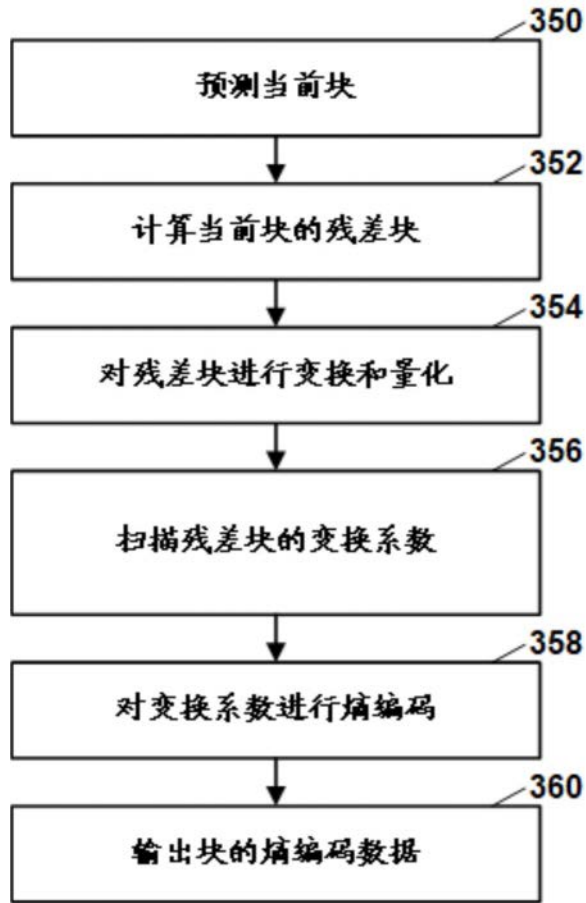 350
预测当前块
352
计算当前块的残差块
354
对残差块进行变换和量化
356
扫描残差块的变换系数
358
对变换系数进行熵编码
360
输出块的熵编码数据